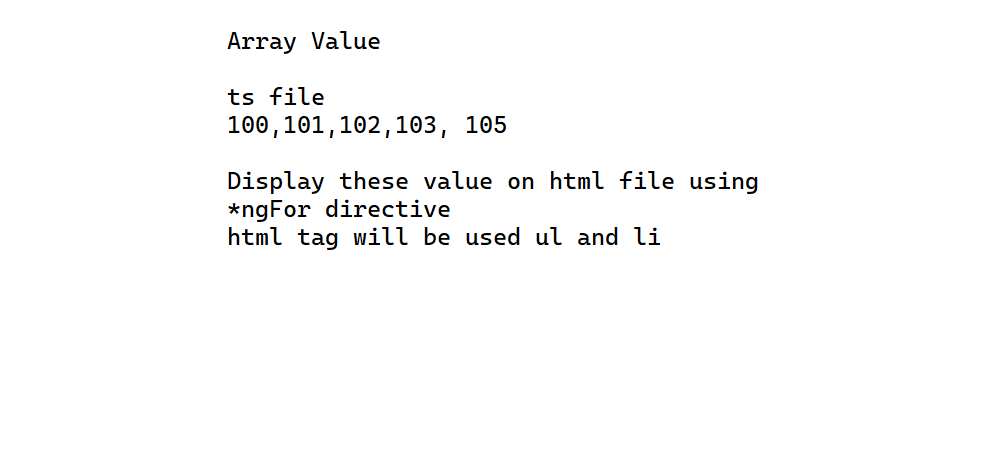 Array Value
ts file
100,101,102,103, 105
Display these value on html file using
*ngFor directive
html tag will be used ul and li